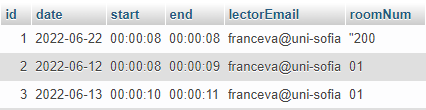 id date start end lectorEmail roomNum
1 2022-06-22 00:00:08 00:00:08 franceva@uni-sofia "200
2 2022-06-12 00:00:08 00:00:09 franceva@uni-sofia 01
3 2022-06-13 00:00:10 00:00:11 franceva@uni-sofia 01